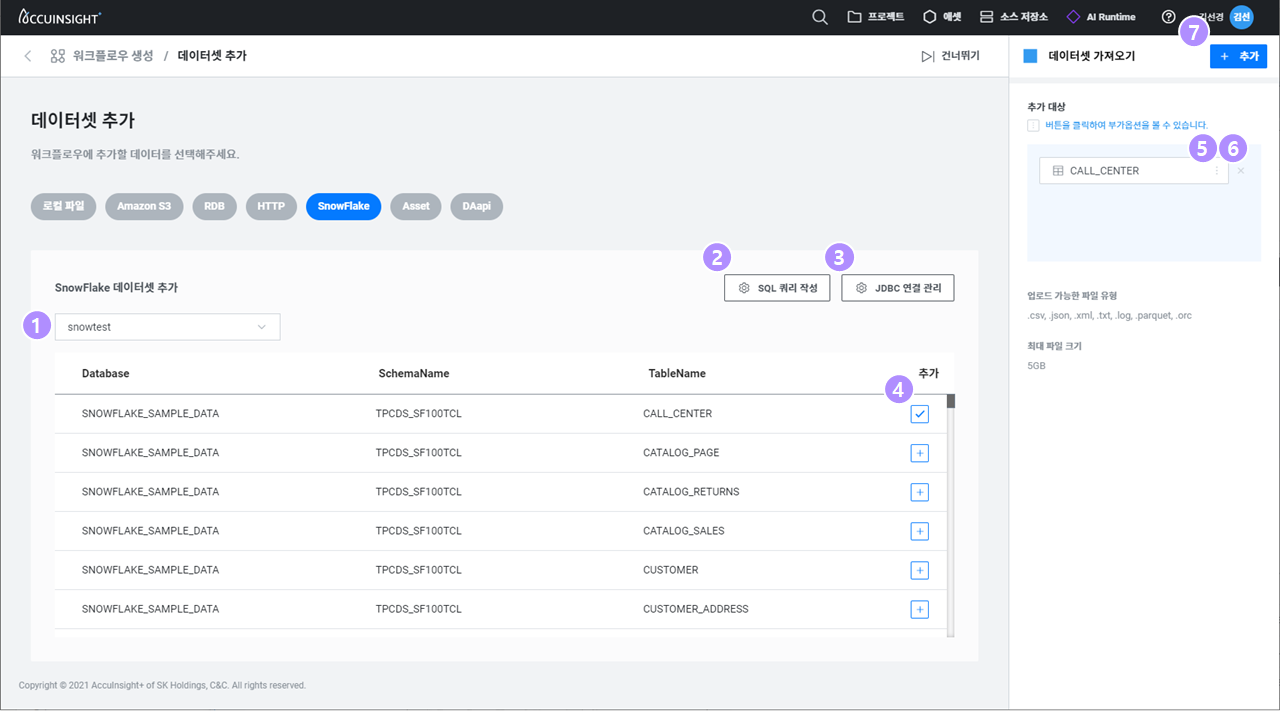 ACCUINSIGHT+
프로젝트
애셋
소스 저장소
AI Runtime
김선경
김선
7
워크플로우 생성 / 데이터셋 추가
건너뛰기
데이터셋 가져오기
+ 추가
데이터셋 추가
워크플로우에 추가할 데이터를 선택해주세요.
로컬 파일
Amazon S3
RDB
HTTP
SnowFlake
Asset
DAapi
2
3
SnowFlake 데이터셋 추가
SQL 쿼리 작성
JDBC 연결 관리
1
snowtest
Database SchemaName TableName 추가
4
SNOWFLAKE_SAMPLE_DATA TPCDS_SF100TCL CALL_CENTER
SNOWFLAKE_SAMPLE_DATA TPCDS_SF100TCL CATALOG_PAGE
SNOWFLAKE_SAMPLE_DATA TPCDS_SF100TCL CATALOG_RETURNS
SNOWFLAKE_SAMPLE_DATA TPCDS_SF100TCL CATALOG_SALES
SNOWFLAKE_SAMPLE_DATA TPCDS_SF100TCL CUSTOMER
SNOWFLAKE_SAMPLE_DATA TPCDS_SF100TCL CUSTOMER_ADDRESS
추가 대상
버튼을 클릭하여 부가옵션을 볼 수 있습니다.
5 6
CALL_CENTER
업로드 가능한 파일 유형
.csv, .json, .xml, .txt, .log, .parquet, .orc
최대 파일 크기
5GB
Copyright © 2021 AccuInsight+ of SK Holdings, C&C. All rights reserved.